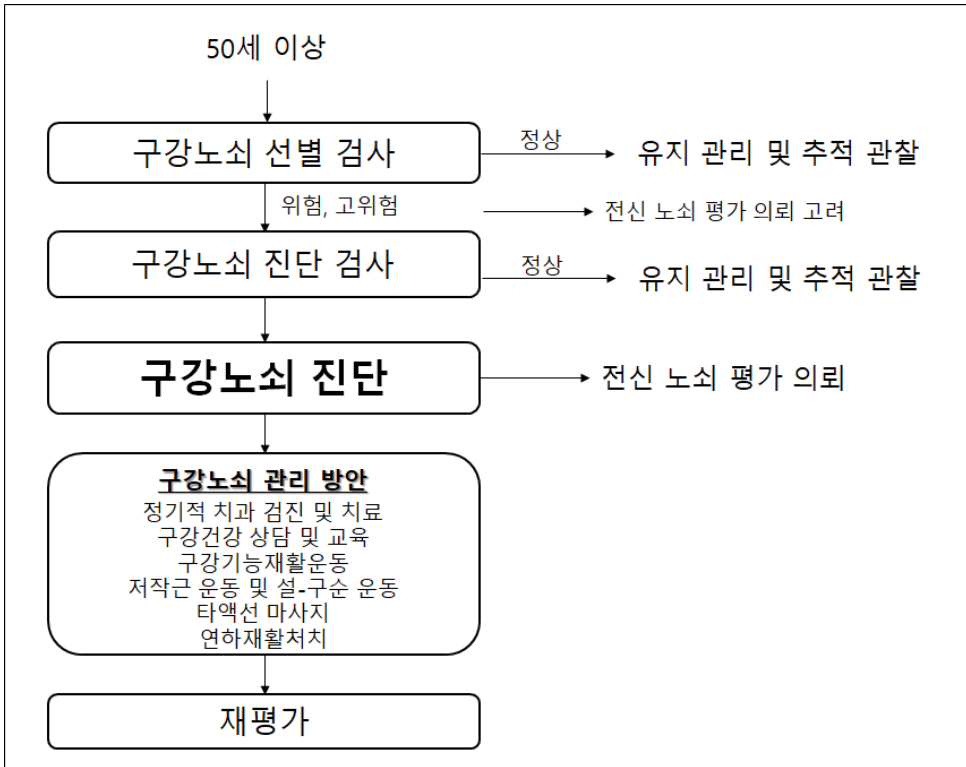 50세 이상
구강노쇠 선별 검사
정상
유지 관리 및 추적 관찰
위험, 고위험
전신 노쇠 평가 의뢰 고려
구강노쇠 진단 검사
정상
유지 관리 및 추적 관찰
구강노쇠 진단
전신 노쇠 평가 의뢰
구강노쇠 관리 방안
정기적 치과 검진 및 치료
구강건강 상담 및 교육
구강기능재활운동
저작근 운동 및 설-구순 운동
타액선 마사지
연하재활처치
재평가